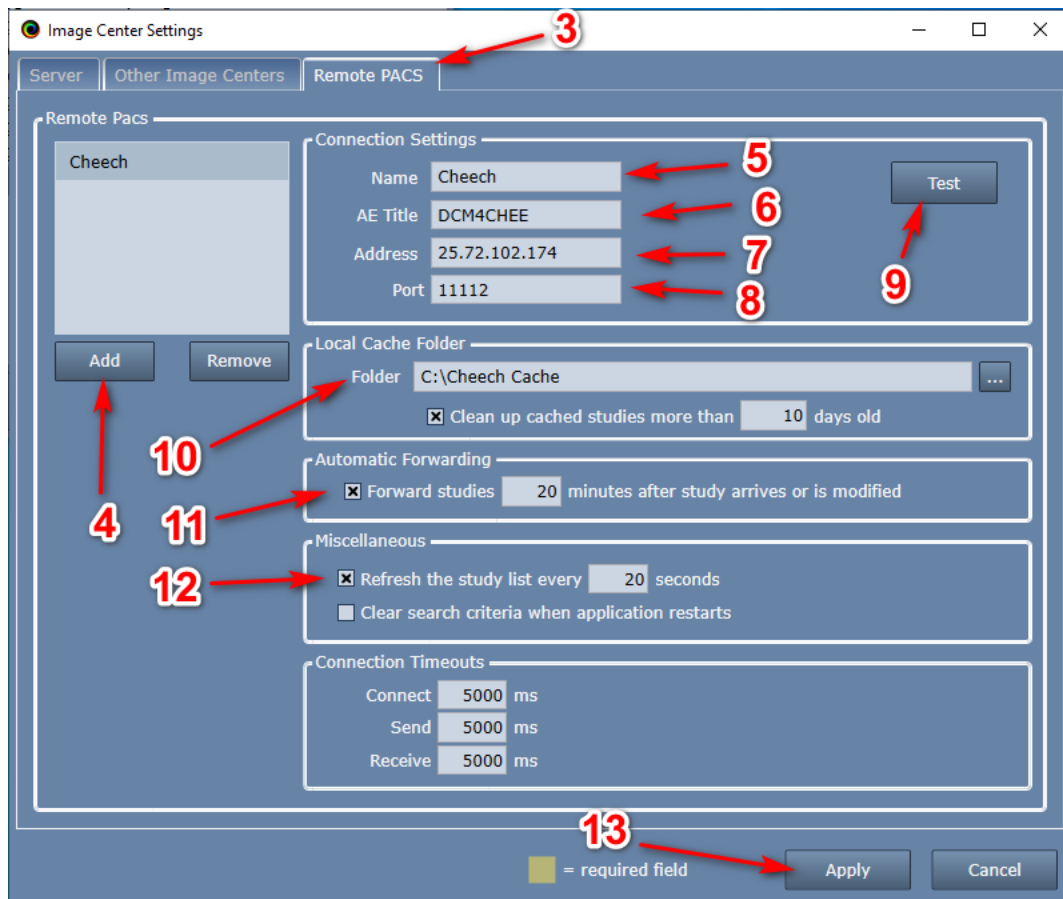 Image Center Settings
3
Server
Other Image Centers
Remote PACS
Remote Pacs
Cheech
Connection Settings
Name Cheech
5
Test
AE Title DCM4CHEE
6
Address 25.72.102.174
7
Port 11112
8
9
Add
Remove
4
Local Cache Folder
Folder C:\Cheech Cache ...
Clean up cached studies more than 10 days old
10
Automatic Forwarding
Forward studies 20 minutes after study arrives or is modified
11
Miscellaneous
12
Refresh the study list every 20 seconds
Clear search criteria when application restarts
Connection Timeouts
Connect 5000 ms
Send 5000 ms
Receive 5000 ms
13
= required field
Apply
Cancel